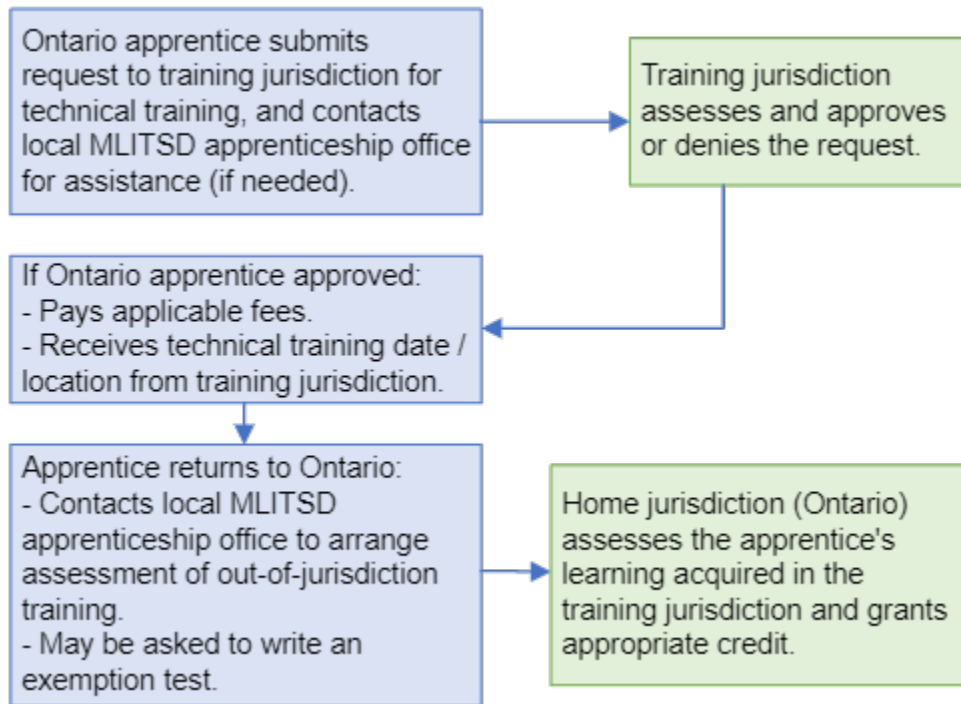 Ontario apprentice submits
request to training jurisdiction for
technical training, and contacts
local MLITSD apprenticeship office
for assistance (if needed).
Training jurisdiction
assesses and approves
or denies the request.
If Ontario apprentice approved:
- Pays applicable fees.
- Receives technical training date /
location from training jurisdiction.
Apprentice returns to Ontario:
- Contacts local MLITSD
apprenticeship office to arrange
assessment of out-of-jurisdiction
training.
- May be asked to write an
exemption test.
Home jurisdiction (Ontario)
assesses the apprentice's
learning acquired in the
training jurisdiction and grants
appropriate credit.